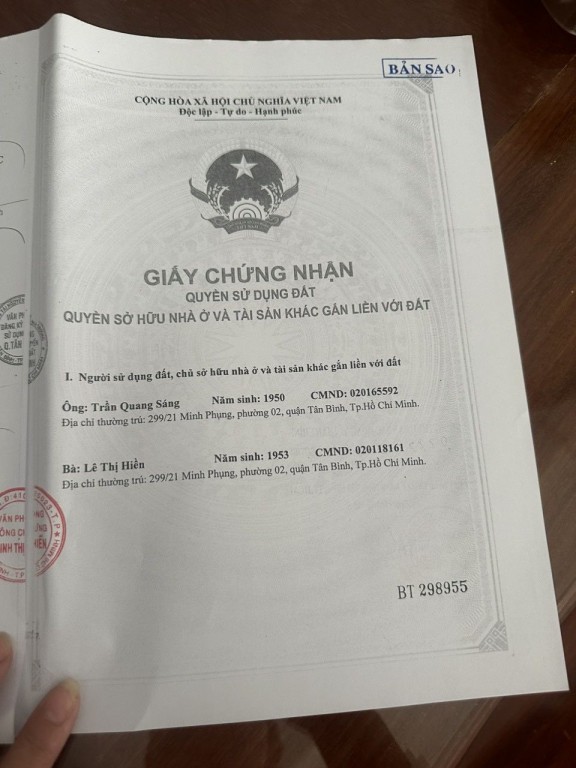 BẢN SAO
CỘNG HÒA XÃ HỘI CHỦ NGHĨA VIỆT NAM
Độc lập - Tự do - Hạnh phúc
GIẤY CHỨNG NHẬN
QUYỀN SỬ DỤNG ĐẤT
QUYỀN SỞ HỮU NHÀ Ở VÀ TÀI SẢN KHÁC GẮN LIỀN VỚI ĐẤT
I. Người sử dụng đất, chủ sở hữu nhà ở và tài sản khác gắn liền với đất
Ông: Trần Quang Sáng Năm sinh: 1950 CMND: 020165592
Địa chỉ thường trú: 299/21 Minh Phụng, phường 02, quận Tân Bình, Tp.Hồ Chí Minh.
Bà: Lê Thị Hiền Năm sinh: 1953 CMND: 020118161
Địa chỉ thường trú: 299/21 Minh Phụng, phường 02, quận Tân Bình, Tp.Hồ Chí Minh.
BT 298955